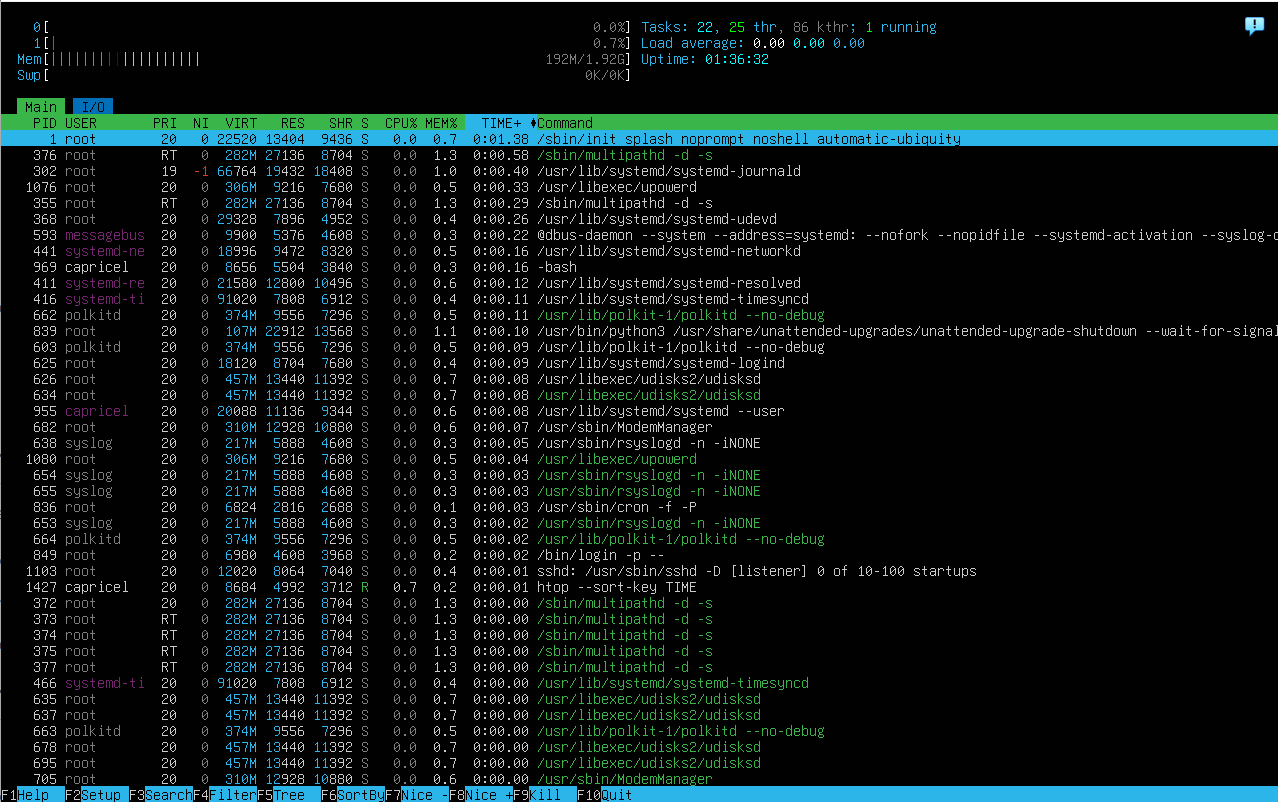 0[ 0.0%] Tasks: 22, 25 thr, 86 kthr; 1 running
1[| 0.7%] Load average: 0.00 0.00 0.00
Mem[||||||||||||||||||| 192M/1.92G] Uptime: 01:36:32
Swp[ 0K/0K]
Main I/O
PID USER PRI NI VIRT RES SHR S CPU% MEM% TIME+ Command
1 root 20 0 22520 13404 9436 S 0.0 0.7 0:01.38 /sbin/init splash noprompt noshell automatic-ubiquity
376 root RT 0 282M 27136 8704 S 0.0 1.3 0:00.58 /sbin/multipathd -d -s
302 root 19 -1 66764 19432 18408 S 0.0 1.0 0:00.40 /usr/lib/systemd/systemd-journald
1076 root 20 0 306M 9216 7680 S 0.0 0.5 0:00.33 /usr/libexec/upowerd
355 root RT 0 282M 27136 8704 S 0.0 1.3 0:00.29 /sbin/multipathd -d -s
368 root 20 0 29328 7896 4952 S 0.0 0.4 0:00.26 /usr/lib/systemd/systemd-udevd
593 messagebus 20 0 9900 5376 4608 S 0.0 0.3 0:00.22 @dbus-daemon --system --address=systemd: --nofork --nopidfile --systemd-activation --syslog-o
441 systemd-ne 20 0 18996 9472 8320 S 0.0 0.5 0:00.16 /usr/lib/systemd/systemd-networkd
969 capricel 20 0 8656 5504 3840 S 0.0 0.3 0:00.16 -bash
411 systemd-re 20 0 21580 12800 10496 S 0.0 0.6 0:00.12 /usr/lib/systemd/systemd-resolved
416 systemd-ti 20 0 91020 7808 6912 S 0.0 0.4 0:00.11 /usr/lib/systemd/systemd-timesyncd
662 polkitd 20 0 374M 9556 7296 S 0.0 0.5 0:00.11 /usr/lib/polkit-1/polkitd --no-debug
839 root 20 0 107M 22912 13568 S 0.0 1.1 0:00.10 /usr/bin/python3 /usr/share/unattended-upgrades/unattended-upgrade-shutdown --wait-for-signal
603 polkitd 20 0 374M 9556 7296 S 0.0 0.5 0:00.09 /usr/lib/polkit-1/polkitd --no-debug
625 root 20 0 18120 8704 7680 S 0.0 0.4 0:00.09 /usr/lib/systemd/systemd-logind
626 root 20 0 457M 13440 11392 S 0.0 0.7 0:00.08 /usr/libexec/udisks2/udisksd
634 root 20 0 457M 13440 11392 S 0.0 0.7 0:00.08 /usr/libexec/udisks2/udisksd
955 capricel 20 0 20088 11136 9344 S 0.0 0.6 0:00.08 /usr/lib/systemd/systemd --user
682 root 20 0 310M 12928 10880 S 0.0 0.6 0:00.07 /usr/sbin/ModemManager
638 syslog 20 0 217M 5888 4608 S 0.0 0.3 0:00.05 /usr/sbin/rsyslogd -n -iNONE
1080 root 20 0 306M 9216 7680 S 0.0 0.5 0:00.04 /usr/libexec/upowerd
654 syslog 20 0 217M 5888 4608 S 0.0 0.3 0:00.03 /usr/sbin/rsyslogd -n -iNONE
655 syslog 20 0 217M 5888 4608 S 0.0 0.3 0:00.03 /usr/sbin/rsyslogd -n -iNONE
836 root 20 0 6824 2816 2688 S 0.0 0.1 0:00.03 /usr/sbin/cron -f -P
653 syslog 20 0 217M 5888 4608 S 0.0 0.3 0:00.02 /usr/sbin/rsyslogd -n -iNONE
664 polkitd 20 0 374M 9556 7296 S 0.0 0.5 0:00.02 /usr/lib/polkit-1/polkitd --no-debug
849 root 20 0 6980 4608 3968 S 0.0 0.2 0:00.02 /bin/login -p --
1103 root 20 0 12020 8064 7040 S 0.0 0.4 0:00.01 sshd: /usr/sbin/sshd -D [listener] 0 of 10-100 startups
1427 capricel 20 0 8684 4992 3712 R 0.7 0.2 0:00.01 htop --sort-key TIME
372 root 20 0 282M 27136 8704 S 0.0 1.3 0:00.00 /sbin/multipathd -d -s
373 root RT 0 282M 27136 8704 S 0.0 1.3 0:00.00 /sbin/multipathd -d -s
374 root RT 0 282M 27136 8704 S 0.0 1.3 0:00.00 /sbin/multipathd -d -s
375 root RT 0 282M 27136 8704 S 0.0 1.3 0:00.00 /sbin/multipathd -d -s
377 root RT 0 282M 27136 8704 S 0.0 1.3 0:00.00 /sbin/multipathd -d -s
466 systemd-ti 20 0 91020 7808 6912 S 0.0 0.4 0:00.00 /usr/lib/systemd/systemd-timesyncd
635 root 20 0 457M 13440 11392 S 0.0 0.7 0:00.00 /usr/libexec/udisks2/udisksd
637 root 20 0 457M 13440 11392 S 0.0 0.7 0:00.00 /usr/libexec/udisks2/udisksd
663 polkitd 20 0 374M 9556 7296 S 0.0 0.5 0:00.00 /usr/lib/polkit-1/polkitd --no-debug
678 root 20 0 457M 13440 11392 S 0.0 0.7 0:00.00 /usr/libexec/udisks2/udisksd
695 root 20 0 457M 13440 11392 S 0.0 0.7 0:00.00 /usr/libexec/udisks2/udisksd
705 root 20 0 310M 12928 10880 S 0.0 0.6 0:00.00 /usr/sbin/ModemManager
F1Help F2Setup F3SearchF4FilterF5Tree F6SortByF7Nice -F8Nice +F9Kill F10Quit